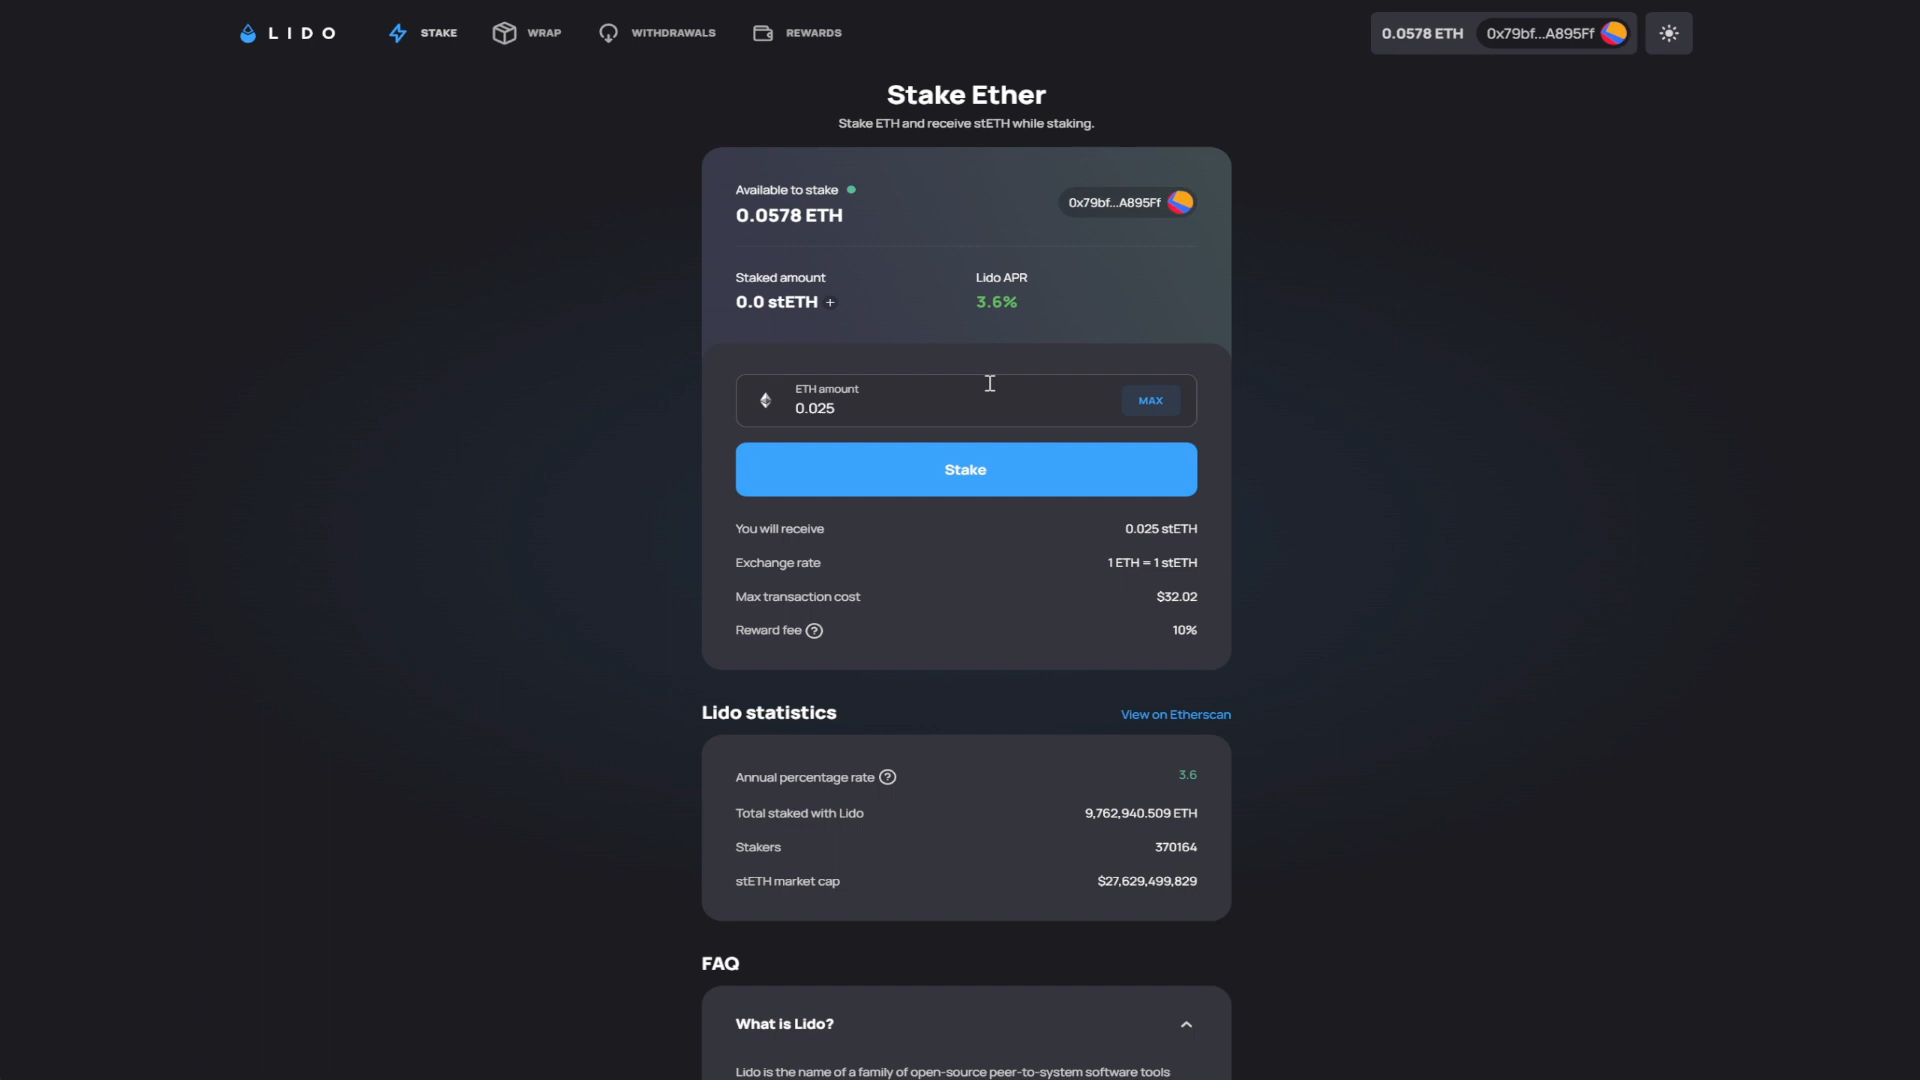 LIDO
STAKE
WRAP
WITHDRAWALS
REWARDS
0.0578 ETH
0x79bf...A895Ff
Stake Ether
Stake ETH and receive stETH while staking.
Available to stake
0.0578 ETH
0x79bf...A895Ff
Staked amount
0.0 stETH +
Lido APR
3.6%
ETH amount
0.025
MAX
Stake
You will receive
0.025 stETH
Exchange rate
1 ETH = 1 stETH
Max transaction cost
$32.02
Reward fee ?
10%
Lido statistics
View on Etherscan
Annual percentage rate ?
3.6
Total staked with Lido
9,762,940.509 ETH
Stakers
370164
stETH market cap
$27,629,499,829
FAQ
What is Lido?
Lido is the name of a family of open-source peer-to-system software tools